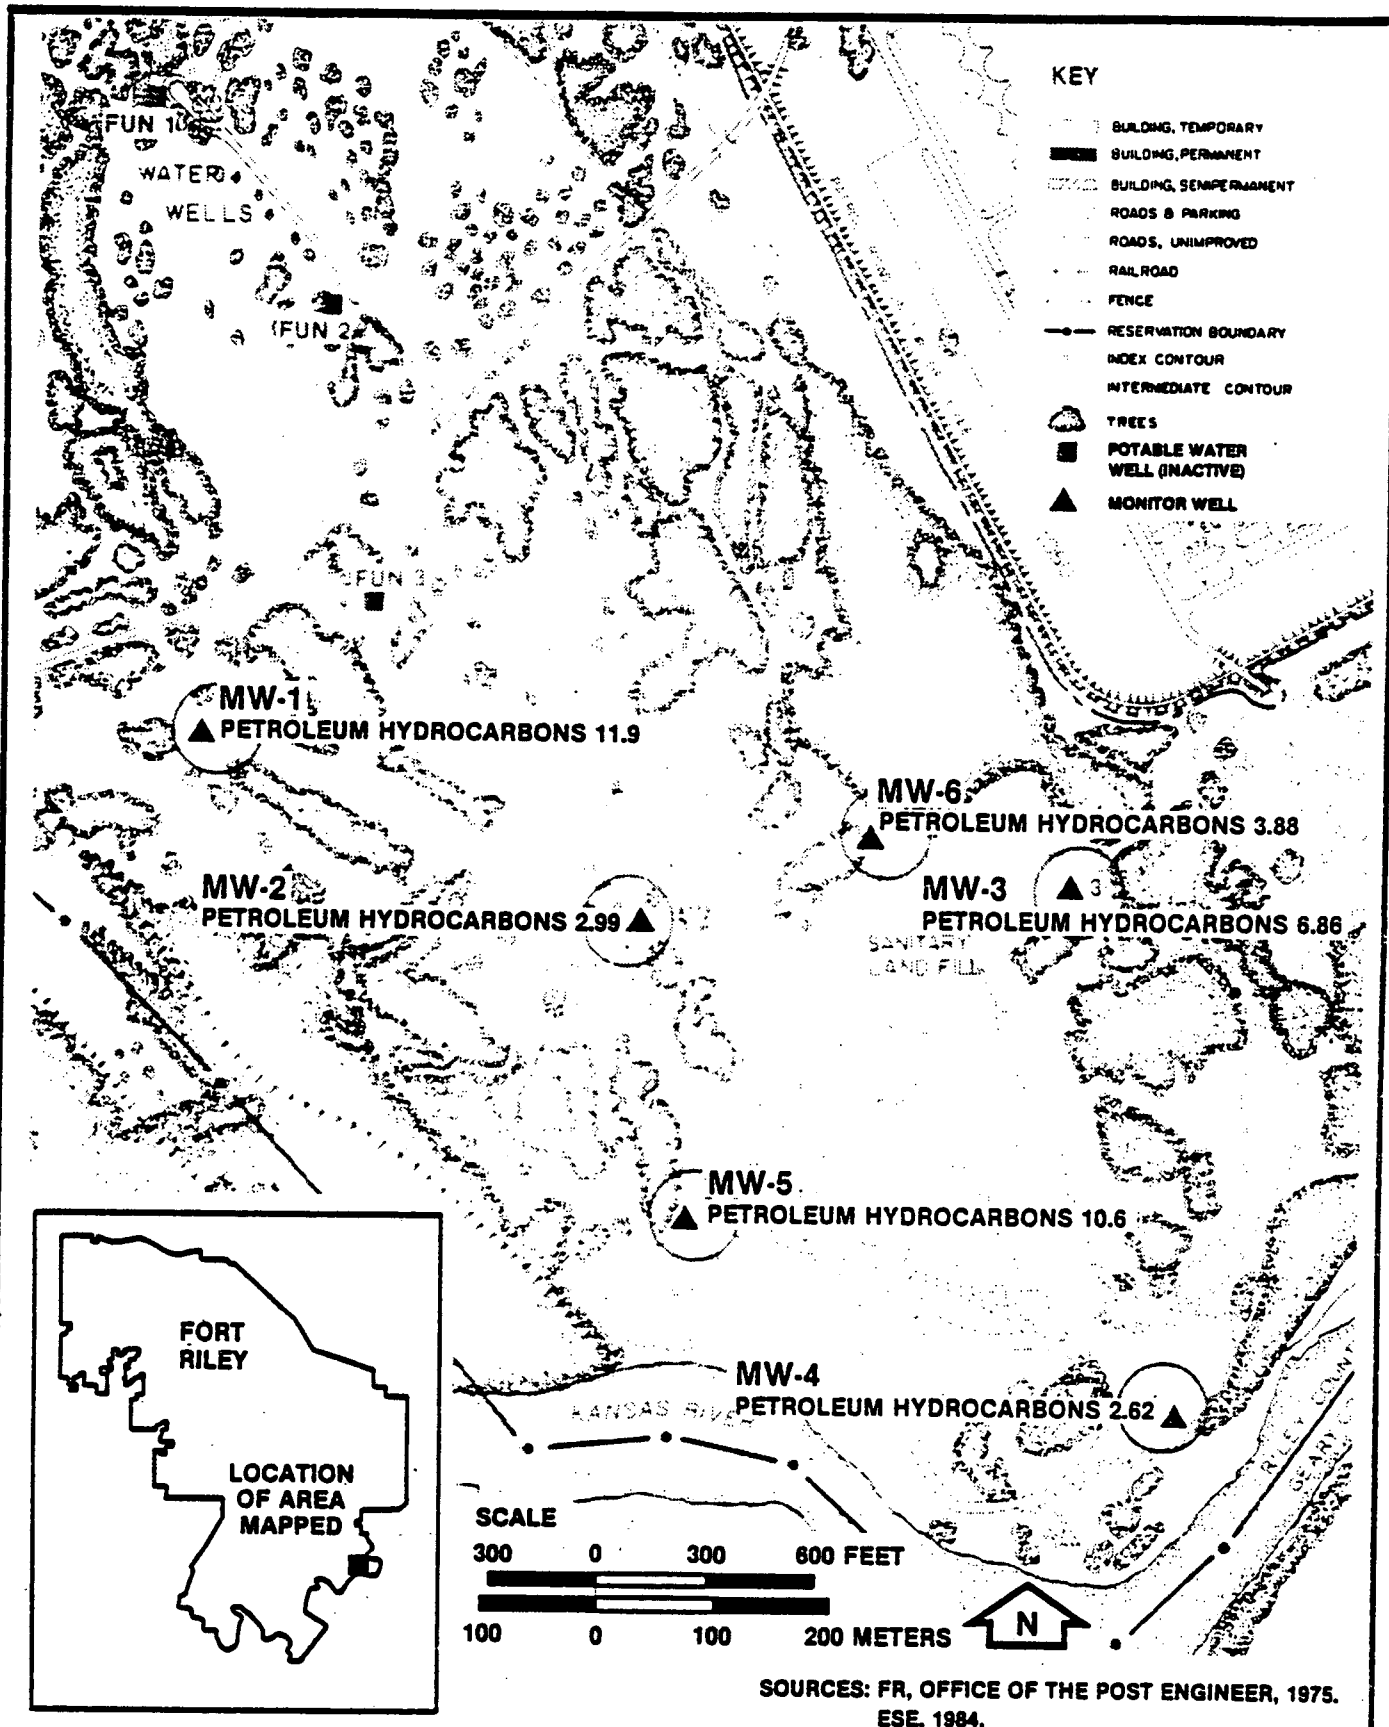 KEY
BUILDING, TEMPORARY
BUILDING, PERMANENT
BUILDING, SEMIPERMANENT
ROADS & PARKING
ROADS, UNIMPROVED
RAILROAD
FENCE
RESERVATION BOUNDARY
INDEX CONTOUR
INTERMEDIATE CONTOUR
TREES
POTABLE WATER
WELL (INACTIVE)
MONITOR WELL
FUN 1
WATER
WELLS
FUN 2
FUN 3
MW-1
PETROLEUM HYDROCARBONS 11.9
MW-6
PETROLEUM HYDROCARBONS 3.88
MW-2
PETROLEUM HYDROCARBONS 2.99
MW-3
3
PETROLEUM HYDROCARBONS 6.86
SANITARY
LAND FILL
MW-5
PETROLEUM HYDROCARBONS 10.6
MW-4
PETROLEUM HYDROCARBONS 2.62
KANSAS RIVER
RILEY COUNTY
GEARY
FORT
RILEY
LOCATION
OF AREA
MAPPED
SCALE
300 0 300 600 FEET
100 0 100 200 METERS
N
SOURCES: FR, OFFICE OF THE POST ENGINEER, 1975.
ESE, 1984.